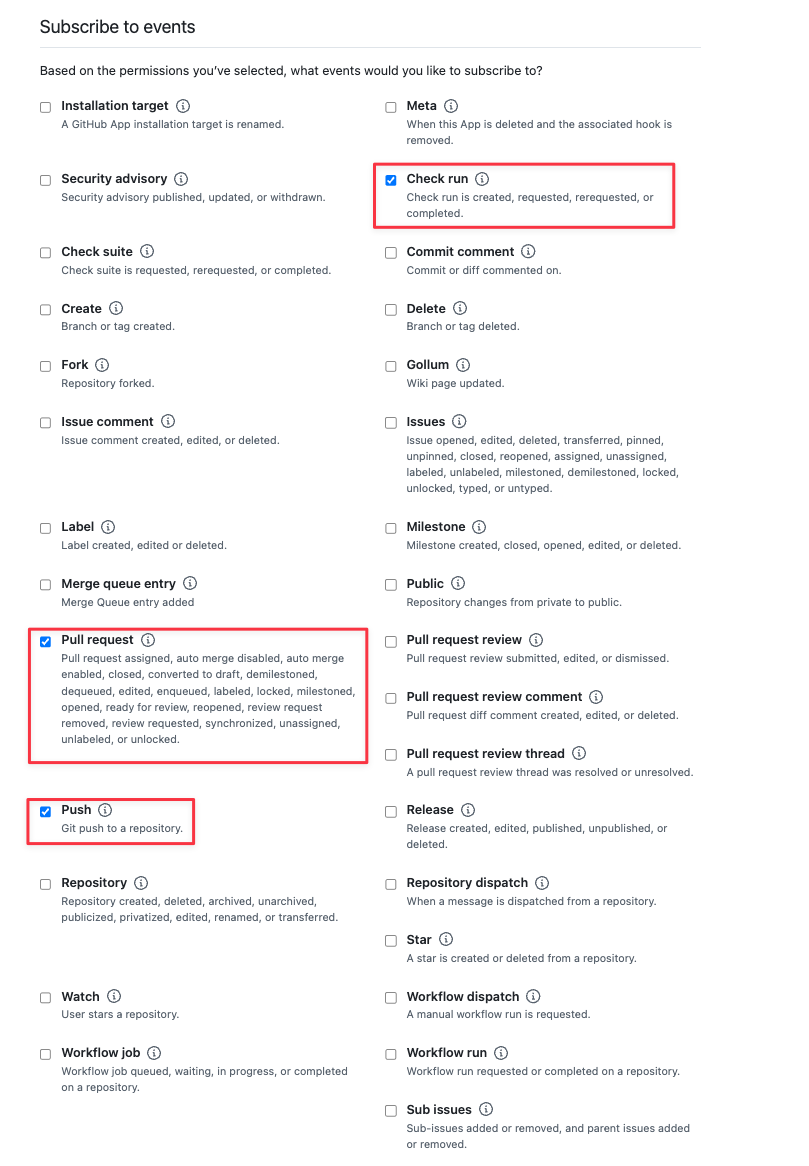 Subscribe to events
Based on the permissions you've selected, what events would you like to subscribe to?
Installation target
A GitHub App installation target is renamed.
Meta
When this App is deleted and the associated hook is
removed.
Security advisory
Security advisory published, updated, or withdrawn.
Check run
Check run is created, requested, rerequested, or
completed.
Check suite
Check suite is requested, rerequested, or completed.
Commit comment
Commit or diff commented on.
Create
Branch or tag created.
Delete
Branch or tag deleted.
Fork
Repository forked.
Gollum
Wiki page updated.
Issue comment
Issue comment created, edited, or deleted.
Issues
Issue opened, edited, deleted, transferred, pinned,
unpinned, closed, reopened, assigned, unassigned,
labeled, unlabeled, milestoned, demilestoned, locked,
unlocked, typed, or untyped.
Label
Label created, edited or deleted.
Milestone
Milestone created, closed, opened, edited, or deleted.
Merge queue entry
Merge Queue entry added
Public
Repository changes from private to public.
Pull request
Pull request assigned, auto merge disabled, auto merge
enabled, closed, converted to draft, demilestoned,
dequeued, edited, enqueued, labeled, locked, milestoned,
opened, ready for review, reopened, review request
removed, review requested, synchronized, unassigned,
unlabeled, or unlocked.
Pull request review
Pull request review submitted, edited, or dismissed.
Pull request review comment
Pull request diff comment created, edited, or deleted.
Pull request review thread
A pull request review thread was resolved or unresolved.
Push
Git push to a repository.
Release
Release created, edited, published, unpublished, or
deleted.
Repository
Repository created, deleted, archived, unarchived,
publicized, privatized, edited, renamed, or transferred.
Repository dispatch
When a message is dispatched from a repository.
Star
A star is created or deleted from a repository.
Watch
User stars a repository.
Workflow dispatch
A manual workflow run is requested.
Workflow job
Workflow job queued, waiting, in progress, or completed
on a repository.
Workflow run
Workflow run requested or completed on a repository.
Sub issues
Sub-issues added or removed, and parent issues added
or removed.